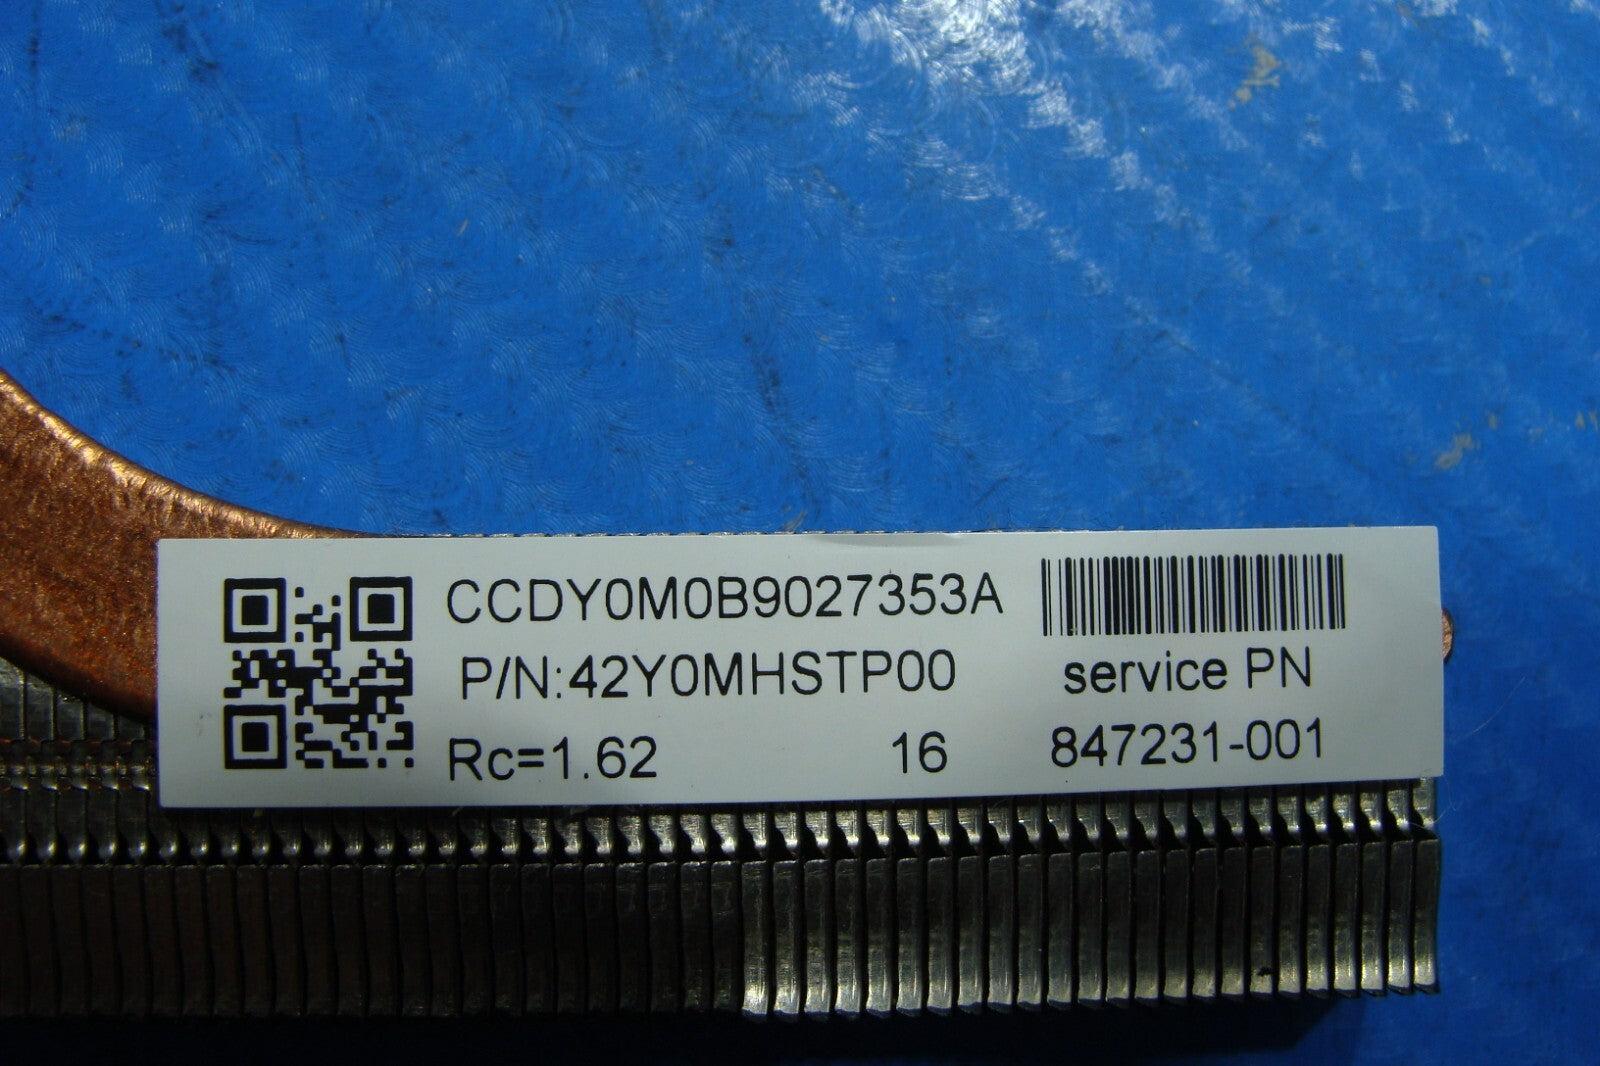 CCDY0M0B9027353A
P/N:42Y0MHSTP00
service PN
Rc=1.62 16 847231-001